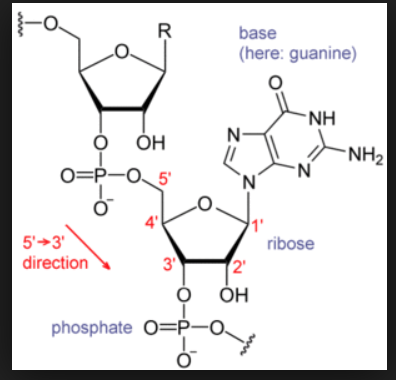 O
R
O
base
(here: guanine)
O
O
OH
N
NH
O=P—O
5'
N
N
NH₂
O⁻
4'
O
1'
5'→3'
direction
3'
2'
ribose
O
OH
phosphate
O=P—O
O⁻